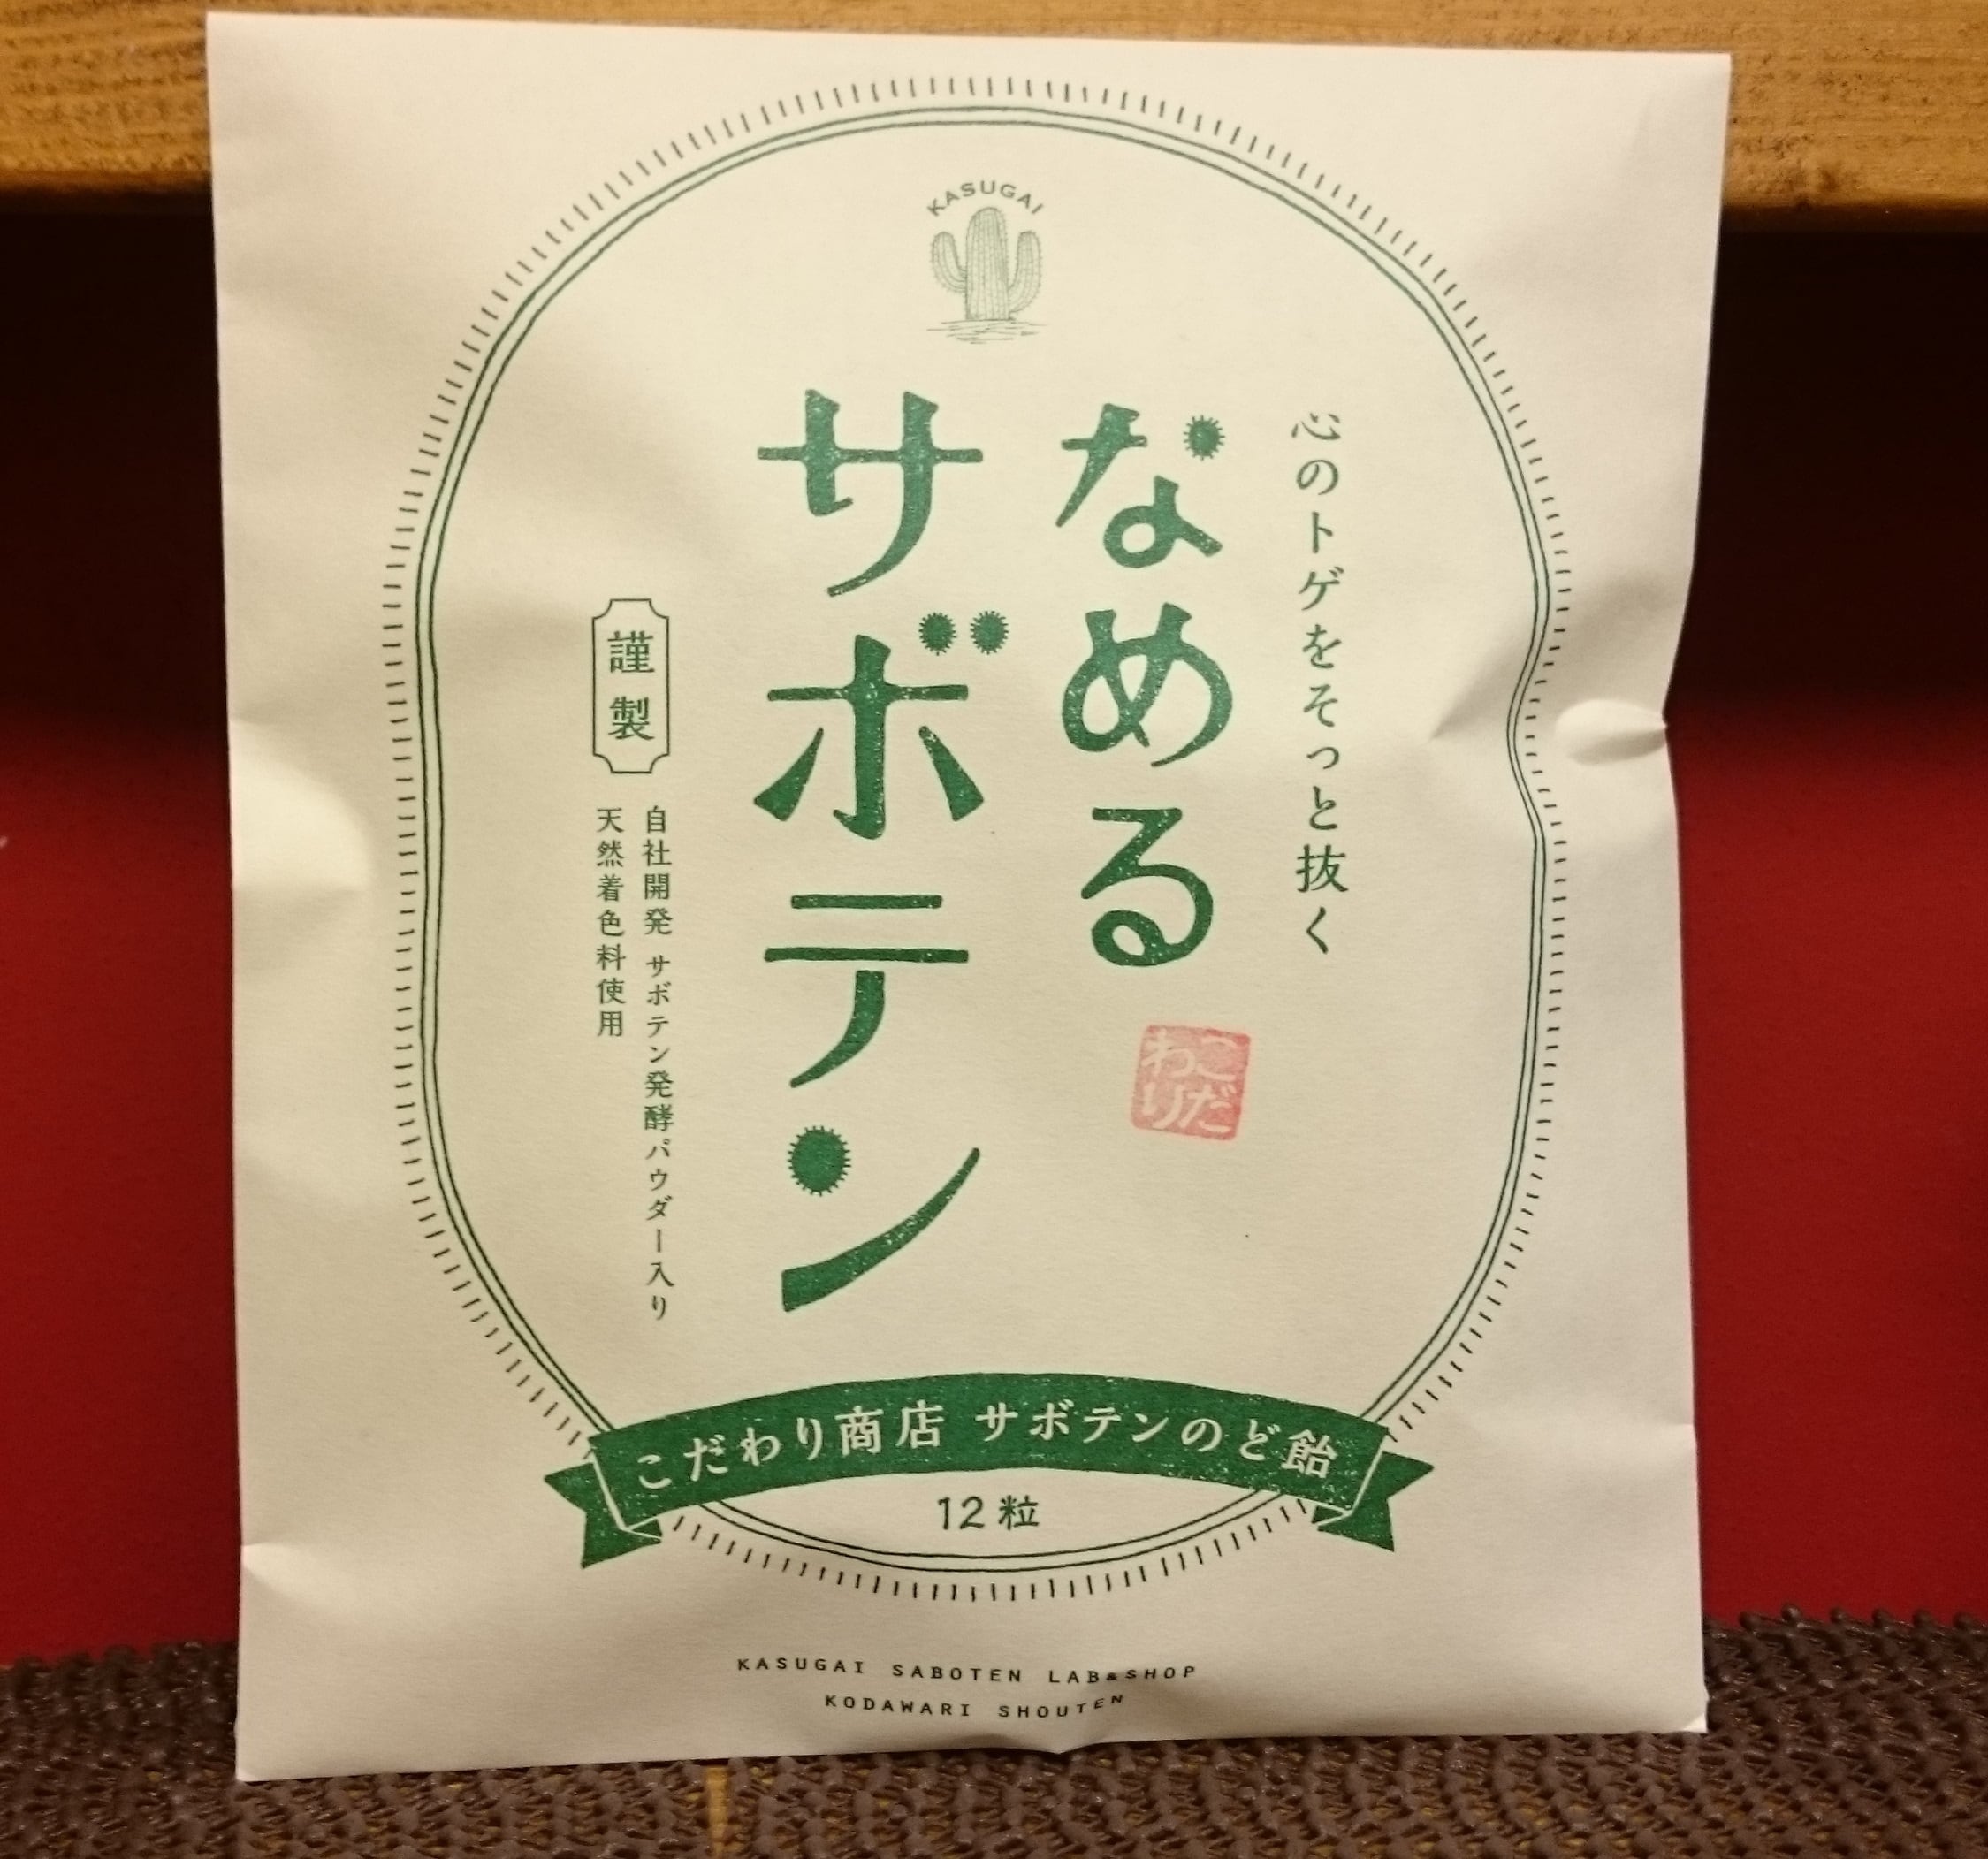 KASUGAI
心のトゲをそっと抜く
なめる
サボテン
こだ
わり
謹製
自社開発 サボテン発酵パウダー入り
天然着色料使用
こだわり商店 サボテンのど飴
12粒
KASUGAI SABOTEN LAB&SHOP
KODAWARI SHOUTEN